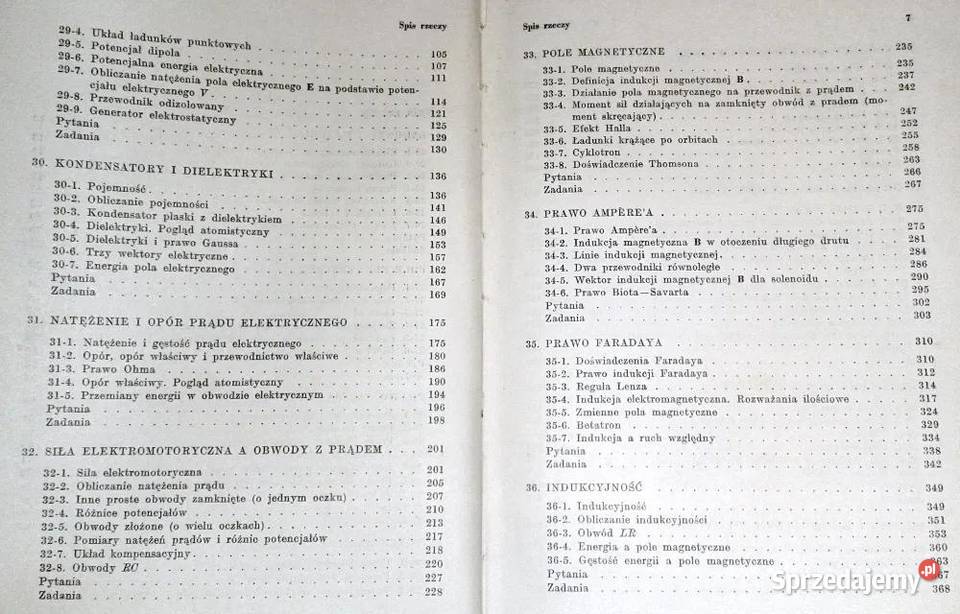 Spis rzeczy
29-4. Układ ładunków punktowych . . . 105
29-5. Potencjał dipola . . . 107
29-6. Potencjalna energia elektryczna . . . 111
29-7. Obliczanie natężenia pola elektrycznego E na podstawie poten-
cjału elektrycznego V . . . 114
29-8. Przewodnik odizolowany . . . 121
29-9. Generator elektrostatyczny . . . 125
Pytania . . . 129
Zadania . . . 130
30. KONDENSATORY I DIELEKTRYKI . . . 136
30-1. Pojemność . . . 136
30-2. Obliczanie pojemności . . . 141
30-3. Kondensator płaski z dielektrykiem . . . 146
30-4. Dielektryki. Pogląd atomistyczny . . . 149
30-5. Dielektryki i prawo Gaussa . . . 153
30-6. Trzy wektory elektryczne . . . 157
30-7. Energia pola elektrycznego . . . 162
Pytania . . . 167
Zadania . . . 169
31. NATĘŻENIE I OPÓR PRĄDU ELEKTRYCZNEGO . . . 175
31-1. Natężenie i gęstość prądu elektrycznego . . . 175
31-2. Opór, opór właściwy i przewodnictwo właściwe . . . 180
31-3. Prawo Ohma . . . 186
31-4. Opór właściwy. Pogląd atomistyczny . . . 190
31-5. Przemiany energii w obwodzie elektrycznym . . . 194
Pytania . . . 196
Zadania . . . 198
32. SIŁA ELEKTROMOTORYCZNA A OBWODY Z PRĄDEM . . . 201
32-1. Siła elektromotoryczna . . . 201
32-2. Obliczanie natężenia prądu . . . 205
32-3. Inne proste obwody zamknięte (o jednym oczku) . . . 207
32-4. Różnice potencjałów . . . 210
32-5. Obwody złożone (o wielu oczkach) . . . 213
32-6. Pomiary natężeń prądów i różnic potencjałów . . . 217
32-7. Układ kompensacyjny . . . 218
32-8. Obwody RC . . . 220
Pytania . . . 227
Zadania . . . 228
Spis rzeczy 7
33. POLE MAGNETYCZNE . . . 235
33-1. Pole magnetyczne . . . 235
33-2. Definicja indukcji magnetycznej B . . . 237
33-3. Działanie pola magnetycznego na przewodnik z prądem . . . 242
33-4. Moment sił działających na zamknięty obwód z prądem (mo-
ment skręcający) . . . 247
33-5. Efekt Halla . . . 252
33-6. Ładunki krążące po orbitach . . . 255
33-7. Cyklotron . . . 258
33-8. Doświadczenie Thomsona . . . 263
Pytania . . . 266
Zadania . . . 267
34. PRAWO AMPÈRE'A . . . 275
34-1. Prawo Ampère'a . . . 275
34-2. Indukcja magnetyczna B w otoczeniu długiego drutu . . . 281
34-3. Linie indukcji magnetycznej . . . 284
34-4. Dwa przewodniki równoległe . . . 286
34-5. Wektor indukcji magnetycznej B dla solenoidu . . . 290
34-6. Prawo Biota—Savarta . . . 295
Pytania . . . 302
Zadania . . . 303
35. PRAWO FARADAYA . . . 310
35-1. Doświadczenia Faradaya . . . 310
35-2. Prawo indukcji Faradaya . . . 312
35-3. Reguła Lenza . . . 314
35-4. Indukcja elektromagnetyczna. Rozważania ilościowe . . . 317
35-5. Zmienne pola magnetyczne . . . 324
35-6. Betatron . . . 329
35-7. Indukcja a ruch względny . . . 334
Pytania . . . 338
Zadania . . . 342
36. INDUKCYJNOŚĆ . . . 349
36-1. Indukcyjność . . . 349
36-2. Obliczanie indukcyjności . . . 351
36-3. Obwód LR . . . 353
36-4. Energia a pole magnetyczne . . . 360
36-5. Gęstość energii a pole magnetyczne . . . 363
Pytania . . . 367
Zadania . . . 368
Sprzedajemy.pl